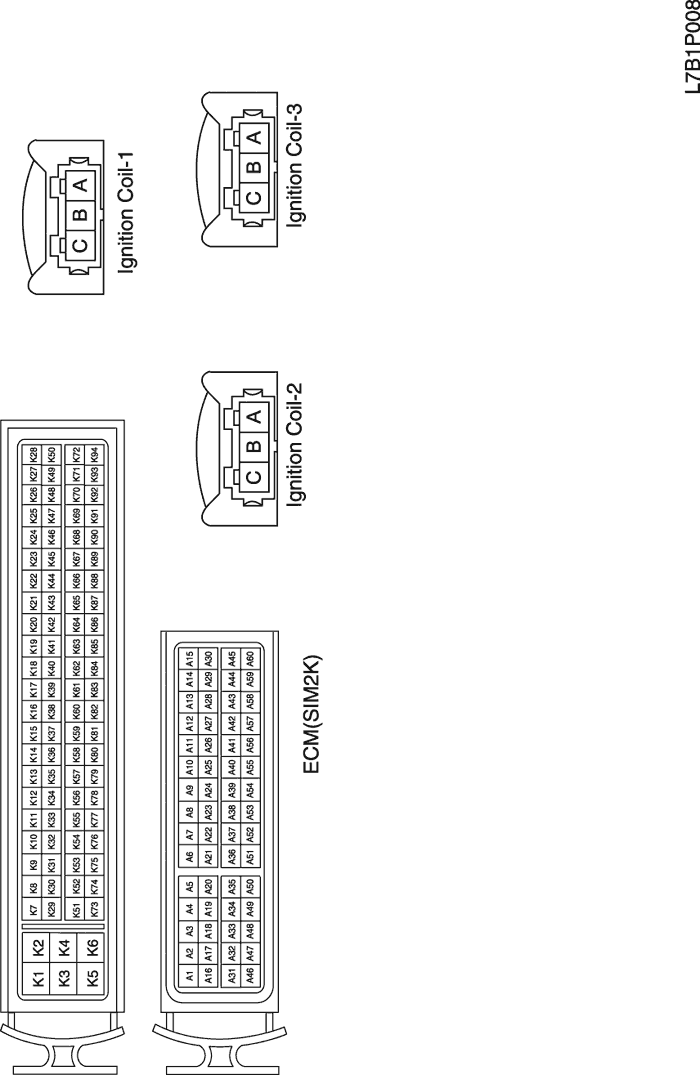 K1 K2
K3 K4
K5 K6
K7 K8 K9 K10 K11 K12 K13 K14 K15 K16 K17 K18 K19 K20 K21 K22 K23 K24 K25 K26 K27 K28
K29 K30 K31 K32 K33 K34 K35 K36 K37 K38 K39 K40 K41 K42 K43 K44 K45 K46 K47 K48 K49 K50
K51 K52 K53 K54 K55 K56 K57 K58 K59 K60 K61 K62 K63 K64 K65 K66 K67 K68 K69 K70 K71 K72
K73 K74 K75 K76 K77 K78 K79 K80 K81 K82 K83 K84 K85 K86 K87 K88 K89 K90 K91 K92 K93 K94
C B A
Ignition Coil-1
A1 A2 A3 A4 A5 A6 A7 A8 A9 A10 A11 A12 A13 A14 A15
A16 A17 A18 A19 A20 A21 A22 A23 A24 A25 A26 A27 A28 A29 A30
A31 A32 A33 A34 A35 A36 A37 A38 A39 A40 A41 A42 A43 A44 A45
A46 A47 A48 A49 A50 A51 A52 A53 A54 A55 A56 A57 A58 A59 A60
ECM(SIM2K)
C B A
Ignition Coil-2
C B A
Ignition Coil-3
L7B1P008